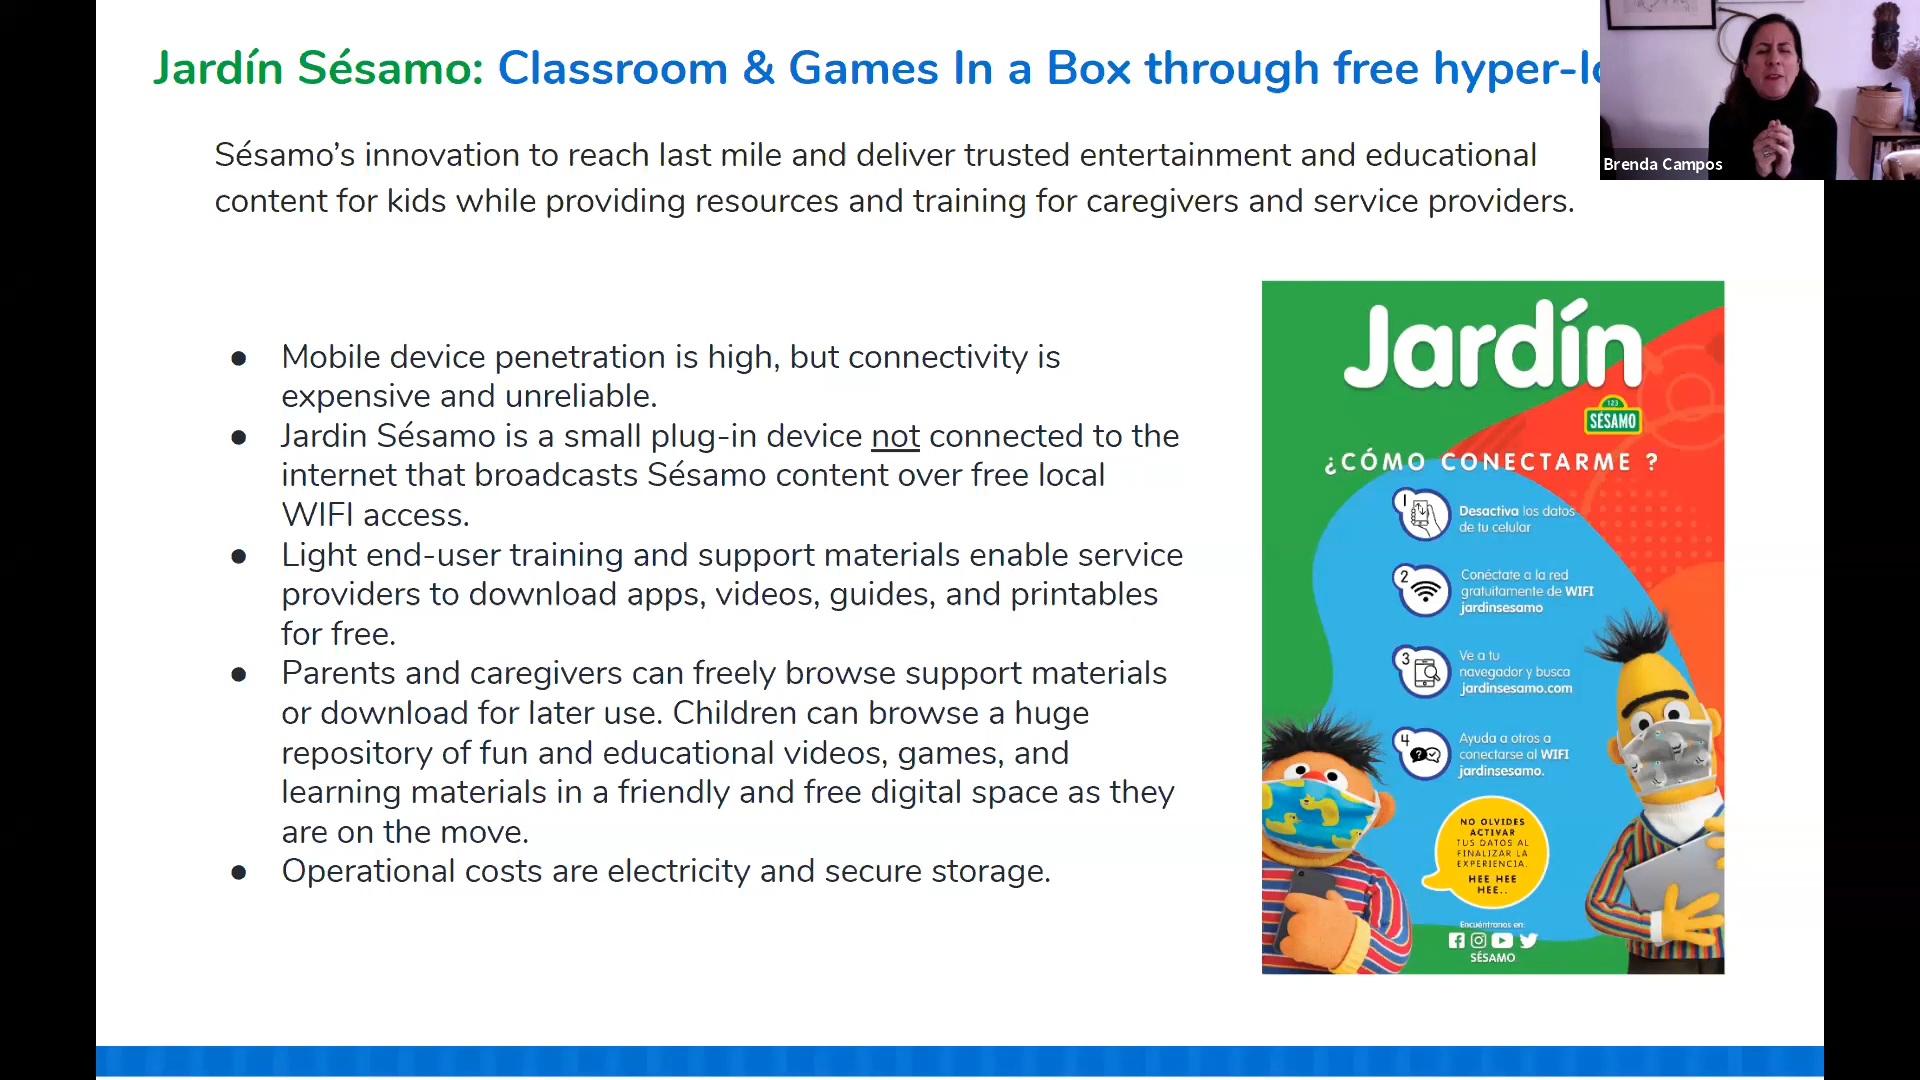 Jardín Sésamo: Classroom & Games In a Box through free
Brenda Campos
Sésamo’s innovation to reach last mile and deliver trusted entertainment and educational
content for kids while providing resources and training for caregivers and service providers.
● Mobile device penetration is high, but connectivity is
expensive and unreliable.
● Jardin Sésamo is a small plug-in device not connected to the
internet that broadcasts Sésamo content over free local
WIFI access.
● Light end-user training and support materials enable service
providers to download apps, videos, guides, and printables
for free.
● Parents and caregivers can freely browse support materials
or download for later use. Children can browse a huge
repository of fun and educational videos, games, and
learning materials in a friendly and free digital space as they
are on the move.
● Operational costs are electricity and secure storage.
Jardín
123
SÉSAMO
¿CÓMO CONECTARME ?
1
Desactiva los datos
de tu celular
2
Conéctate a la red
gratuitamente de WIFI
jardinsesamo
3
Ve a tu
navegador y busca
jardinsesamo.com
4
Ayuda a otros a
conectarse al WIFI
jardinsesamo.
NO OLVIDES
ACTIVAR
TUS DATOS AL
FINALIZAR LA
EXPERIENCIA.
HEE HEE
HEE..
Encuéntranos en:
SÉSAMO